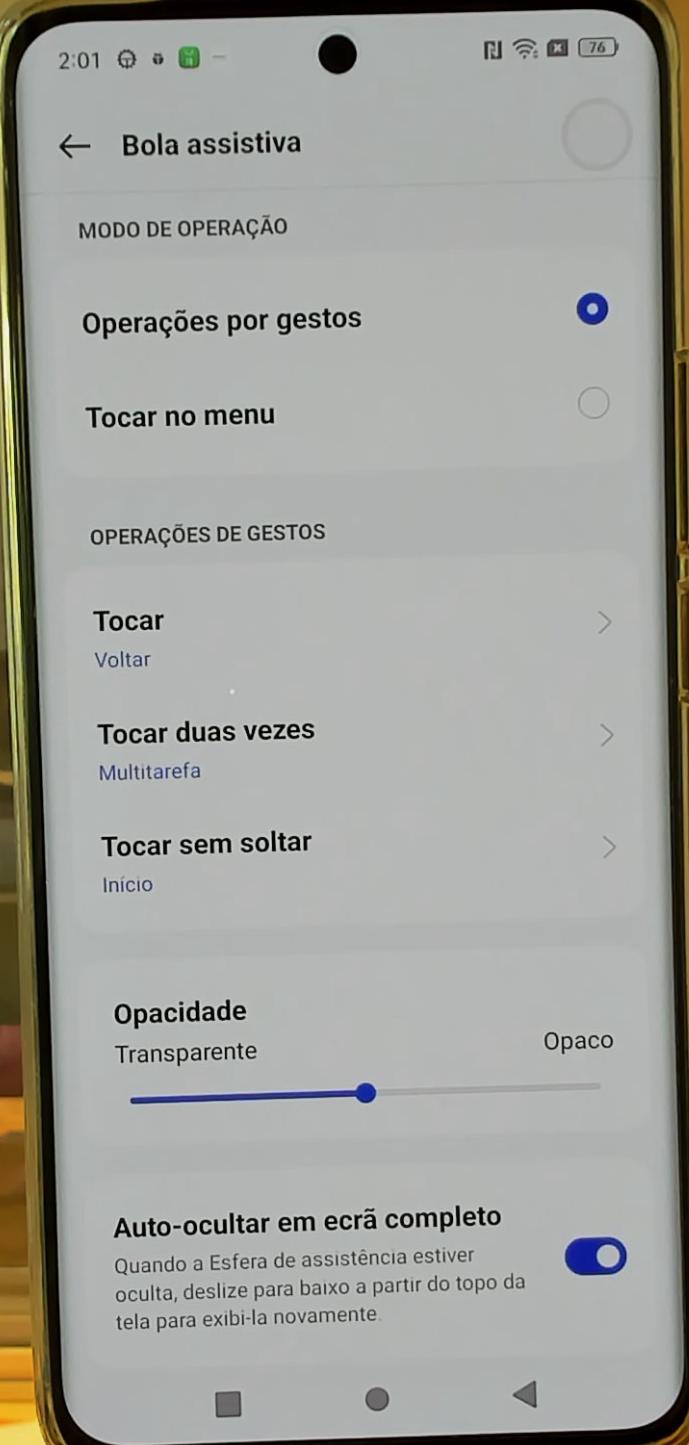 2:01
76
Bola assistiva
MODO DE OPERAÇÃO
Operações por gestos
Tocar no menu
OPERAÇÕES DE GESTOS
Tocar
Voltar
Tocar duas vezes
Multitarefa
Tocar sem soltar
Início
Opacidade
Transparente
Opaco
Auto-ocultar em ecrã completo
Quando a Esfera de assistência estiver
oculta, deslize para baixo a partir do topo da
tela para exibi-la novamente.